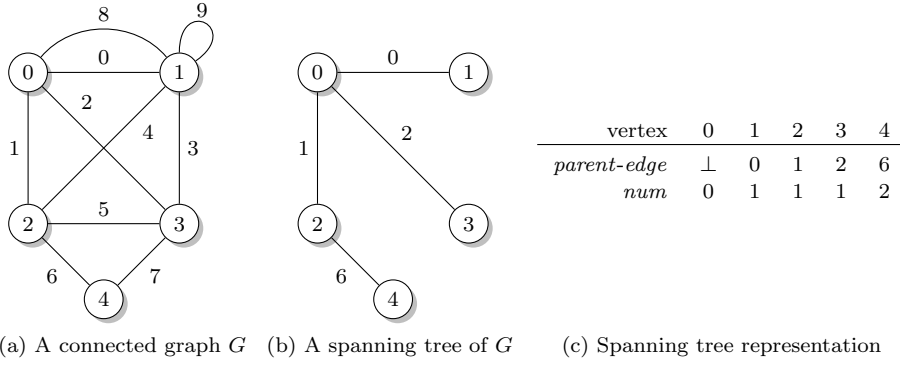 9
8
0 0 1
2
4
1 3
2 5 3
6 7
4
(a) A connected graph G
0 0 1
2
1
2 3
6
4
(b) A spanning tree of G
vertex 0 1 2 3 4
parent-edge ⊥ 0 1 2 6
num 0 1 1 1 2
(c) Spanning tree representation